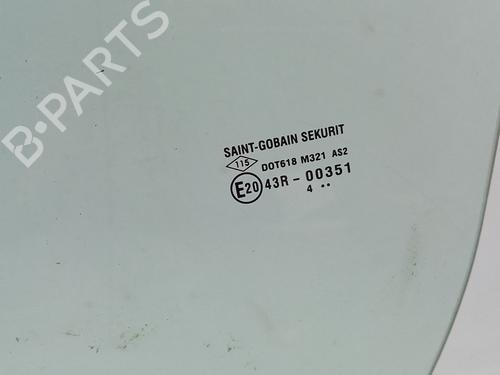 B-PARTS
SAINT-GOBAIN SEKURIT
115 DOT618 M321 AS2
E20 43R - 00351
4 ..